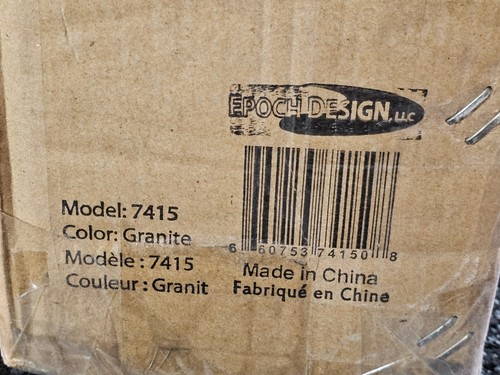 EPOCH DESIGN, LLC
Model: 7415
Color: Granite
Modèle : 7415
Couleur : Granit
6 60753 74150 8
Made in China
Fabriqué en Chine